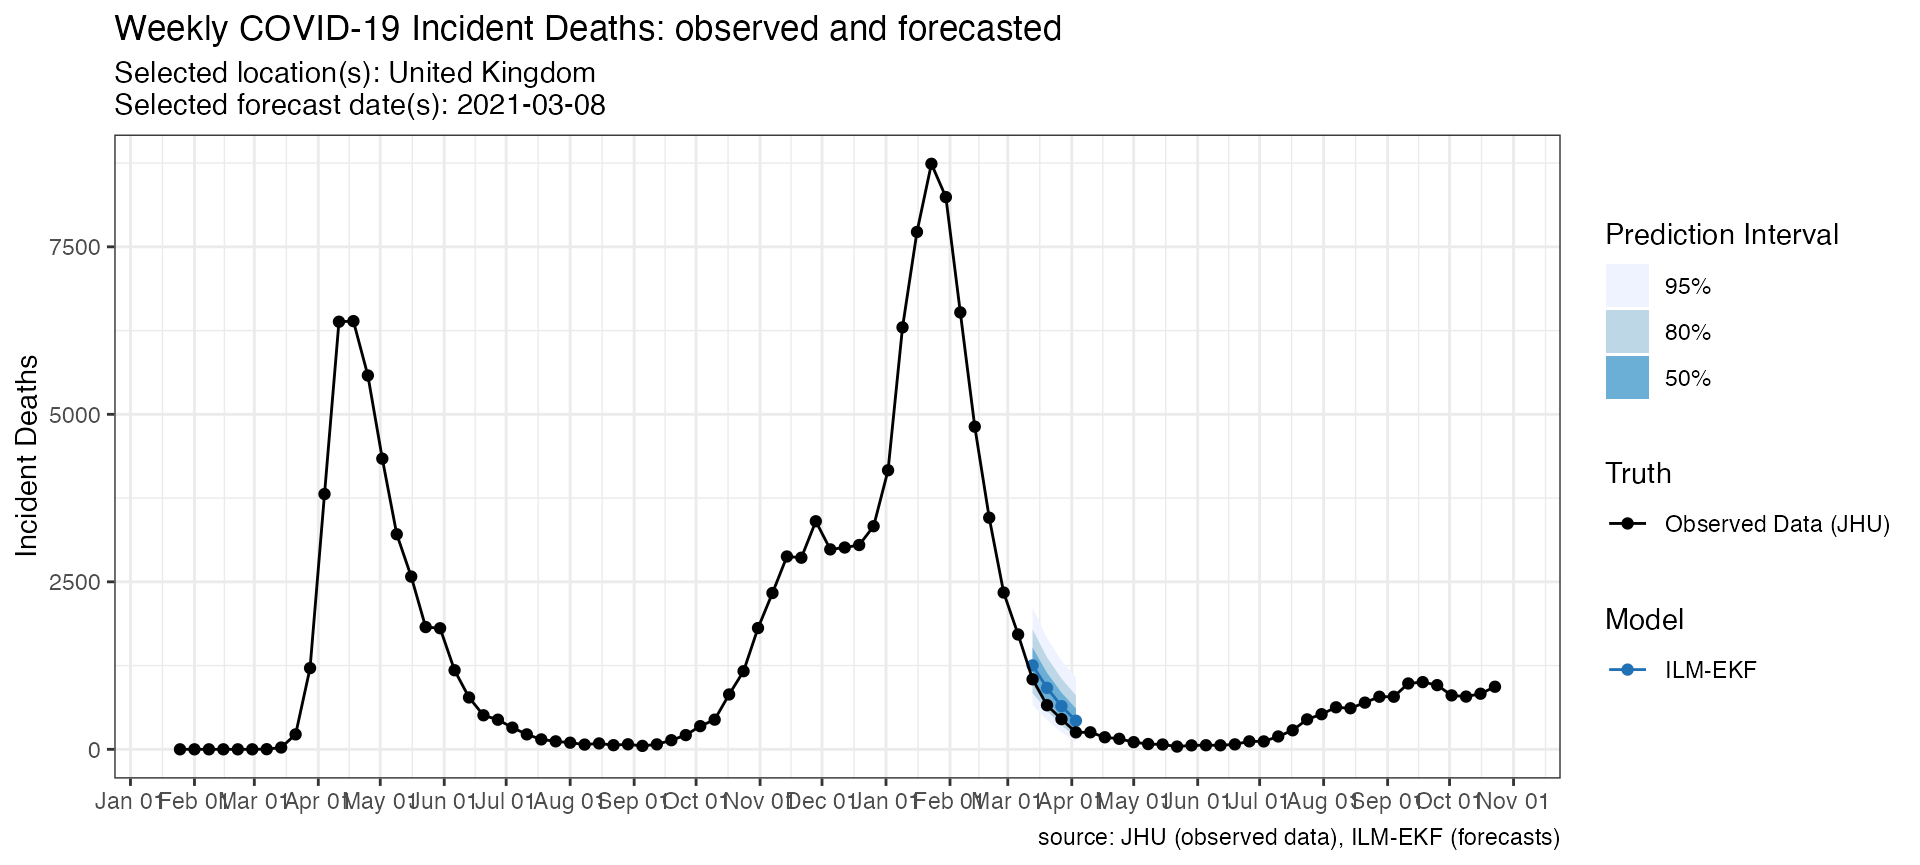 Weekly COVID-19 Incident Deaths: observed and forecasted
Selected location(s): United Kingdom
Selected forecast date(s): 2021-03-08
Incident Deaths
7500
5000
2500
0
Jan 01 Feb 01 Mar 01 Apr 01 May 01 Jun 01 Jul 01 Aug 01 Sep 01 Oct 01 Nov 01 Dec 01 Jan 01 Feb 01 Mar 01 Apr 01 May 01 Jun 01 Jul 01 Aug 01 Sep 01 Oct 01 Nov 01
source: JHU (observed data), ILM-EKF (forecasts)
Prediction Interval
95%
80%
50%
Truth
Observed Data (JHU)
Model
ILM-EKF